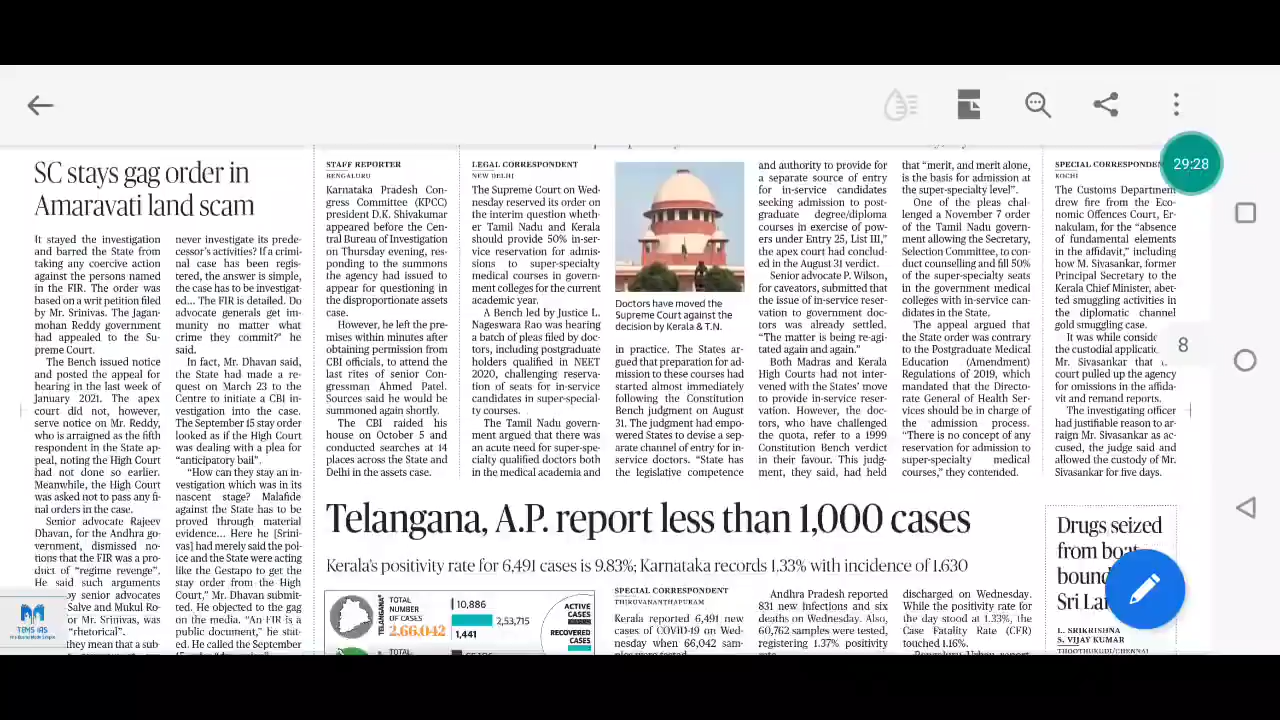 29:28
SC stays gag order in
Amaravati land scam
It stayed the investigation
and barred the State from
taking any coercive action
against the persons named
in the FIR. The order was
based on a writ petition filed
by Mr. Srinivas. The Jagan-
mohan Reddy government
had appealed to the Su-
preme Court.
The Bench issued notice
and posted the appeal for
hearing in the last week of
January 2021. The apex
court did not, however,
serve notice on Mr. Reddy,
who is arraigned as the fifth
respondent in the State ap-
peal, noting the High Court
had not done so earlier.
Meanwhile, the High Court
was asked not to pass any fi-
nal orders in the case.
Senior advocate Rajeev
Dhavan, for the Andhra go-
vernment, dismissed no-
tions that the FIR was a pro-
duct of "regime revenge".
He said such arguments
by senior advocates
Salve and Mukul Ro-
for Mr. Srinivas, was
"rhetorical".
they mean that a sub-
never investigate its prede-
cessor's activities? If a crimi-
nal case has been regis-
tered, the answer is simple,
the case has to be investigat-
ed... The FIR is detailed. Do
advocate generals get im-
munity no matter what
crime they commit?" he
said.
In fact, Mr. Dhavan said,
the State had made a re-
quest on March 23 to the
Centre to initiate a CBI in-
vestigation into the case.
The September 15 stay order
looked as if the High Court
was dealing with a plea for
"anticipatory bail".
"How can they stay an in-
vestigation which was in its
nascent stage? Malafide
against the State has to be
proved through material
evidence... Here he [Srini-
vas] had merely said the pol-
ice and the State were acting
like the Gestapo to get the
stay order from the High
Court," Mr. Dhavan submit-
ted. He objected to the gag
on the media. "An FIR is a
public document," he stat-
ed. He called the September
STAFF REPORTER
BENGALURU
Karnataka Pradesh Con-
gress Committee (KPCC)
president D.K. Shivakumar
appeared before the Cen-
tral Bureau of Investigation
on Thursday evening, res-
ponding to the summons
the agency had issued to
appear for questioning in
the disproportionate assets
case.
However, he left the pre-
mises within minutes after
obtaining permission from
CBI officials, to attend the
last rites of senior Con-
gressman Ahmed Patel.
Sources said he would be
summoned again shortly.
The CBI raided his
house on October 5 and
conducted searches at 14
places across the State and
Delhi in the assets case.
LEGAL CORRESPONDENT
NEW DELHI
The Supreme Court on Wed-
nesday reserved its order on
the interim question wheth-
er Tamil Nadu and Kerala
should provide 50% in-ser-
vice reservation for admis-
sions to super-specialty
medical courses in govern-
ment colleges for the current
academic year.
A Bench led by Justice L.
Nageswara Rao was hearing
a batch of pleas filed by doc-
tors, including postgraduate
holders qualified in NEET
2020, challenging reserva-
tion of seats for in-service
candidates in super-special-
ty courses.
The Tamil Nadu govern-
ment argued that there was
an acute need for super-spe-
cialty qualified doctors both
in the medical academia and
Doctors have moved the
Supreme Court against the
decision by Kerala & T.N.
in practice. The States ar-
gued that preparation for ad-
mission to these courses had
started almost immediately
following the Constitution
Bench judgment on August
31. The judgment had empo-
wered States to devise a sep-
arate channel of entry for in-
service doctors. "State has
the legislative competence
and authority to provide for
a separate source of entry
for in-service candidates
seeking admission to post-
graduate degree/diploma
courses in exercise of pow-
ers under Entry 25, List III,"
the apex court had conclud-
ed in the August 31 verdict.
Senior advocate P. Wilson,
for caveators, submitted that
the issue of in-service reser-
vation to government doc-
tors was already settled.
"The matter is being re-agi-
tated again and again."
Both Madras and Kerala
High Courts had not inter-
vened with the States' move
to provide in-service reser-
vation. However, the doc-
tors, who have challenged
the quota, refer to a 1999
Constitution Bench verdict
in their favour. This judg-
ment, they said, had held
that "merit, and merit alone,
is the basis for admission at
the super-specialty level".
One of the pleas chal-
lenged a November 7 order
of the Tamil Nadu govern-
ment allowing the Secretary,
Selection Committee, to con-
duct counselling and fill 50%
of the super-specialty seats
in the government medical
colleges with in-service can-
didates in the State.
The appeal argued that
the State order was contrary
to the Postgraduate Medical
Education (Amendment)
Regulations of 2019, which
mandated that the Directo-
rate General of Health Ser-
vices should be in charge of
the admission process.
"There is no concept of any
reservation for admission to
super-specialty medical
courses," they contended.
SPECIAL CORRESPONDEN
KOCHI
The Customs Department
drew fire from the Eco-
nomic Offences Court, Er-
nakulam, for the "absence
of fundamental elements
in the affidavit," including
how M. Sivasankar, former
Principal Secretary to the
Kerala Chief Minister, abet-
ted smuggling activities in
the diplomatic channel
gold smuggling case.
It was while consider-
the custodial applicatic
Mr. Sivasankar that
court pulled up the agency
for omissions in the affida-
vit and remand reports.
The investigating officer
had justifiable reason to ar-
raign Mr. Sivasankar as ac-
cused, the judge said and
allowed the custody of Mr.
Sivasankar for five days.
8
Telangana, A.P. report less than 1,000 cases
Kerala's positivity rate for 6,491 cases is 9.83%; Karnataka records 1.33% with incidence of 1,630
TELANGANA*
TOTAL
NUMBER
OF CASES
2,66,042
10,886
2,53,715
1,441
ACTIVE
CASES
RECOVERED
CASES
TOTAL
SPECIAL CORRESPONDENT
THIRUVANANTHAPURAM
Kerala reported 6,491 new
cases of COVID-19 on Wed-
nesday when 66,042 sam-
ples were tested
Andhra Pradesh reported
831 new infections and six
deaths on Wednesday. Also,
60,762 samples were tested,
registering 1.37% positivity
rate
discharged on Wednesday.
While the positivity rate for
the day stood at 1.33%, the
Case Fatality Rate (CFR)
touched 1.16%.
Bengaluru Urban report
Drugs seized
from boat
boun
Sri La
L. SRIKRISHNA
S. VIJAY KUMAR
THOOTHUKUDI/CHENNAI
TEMS IAS